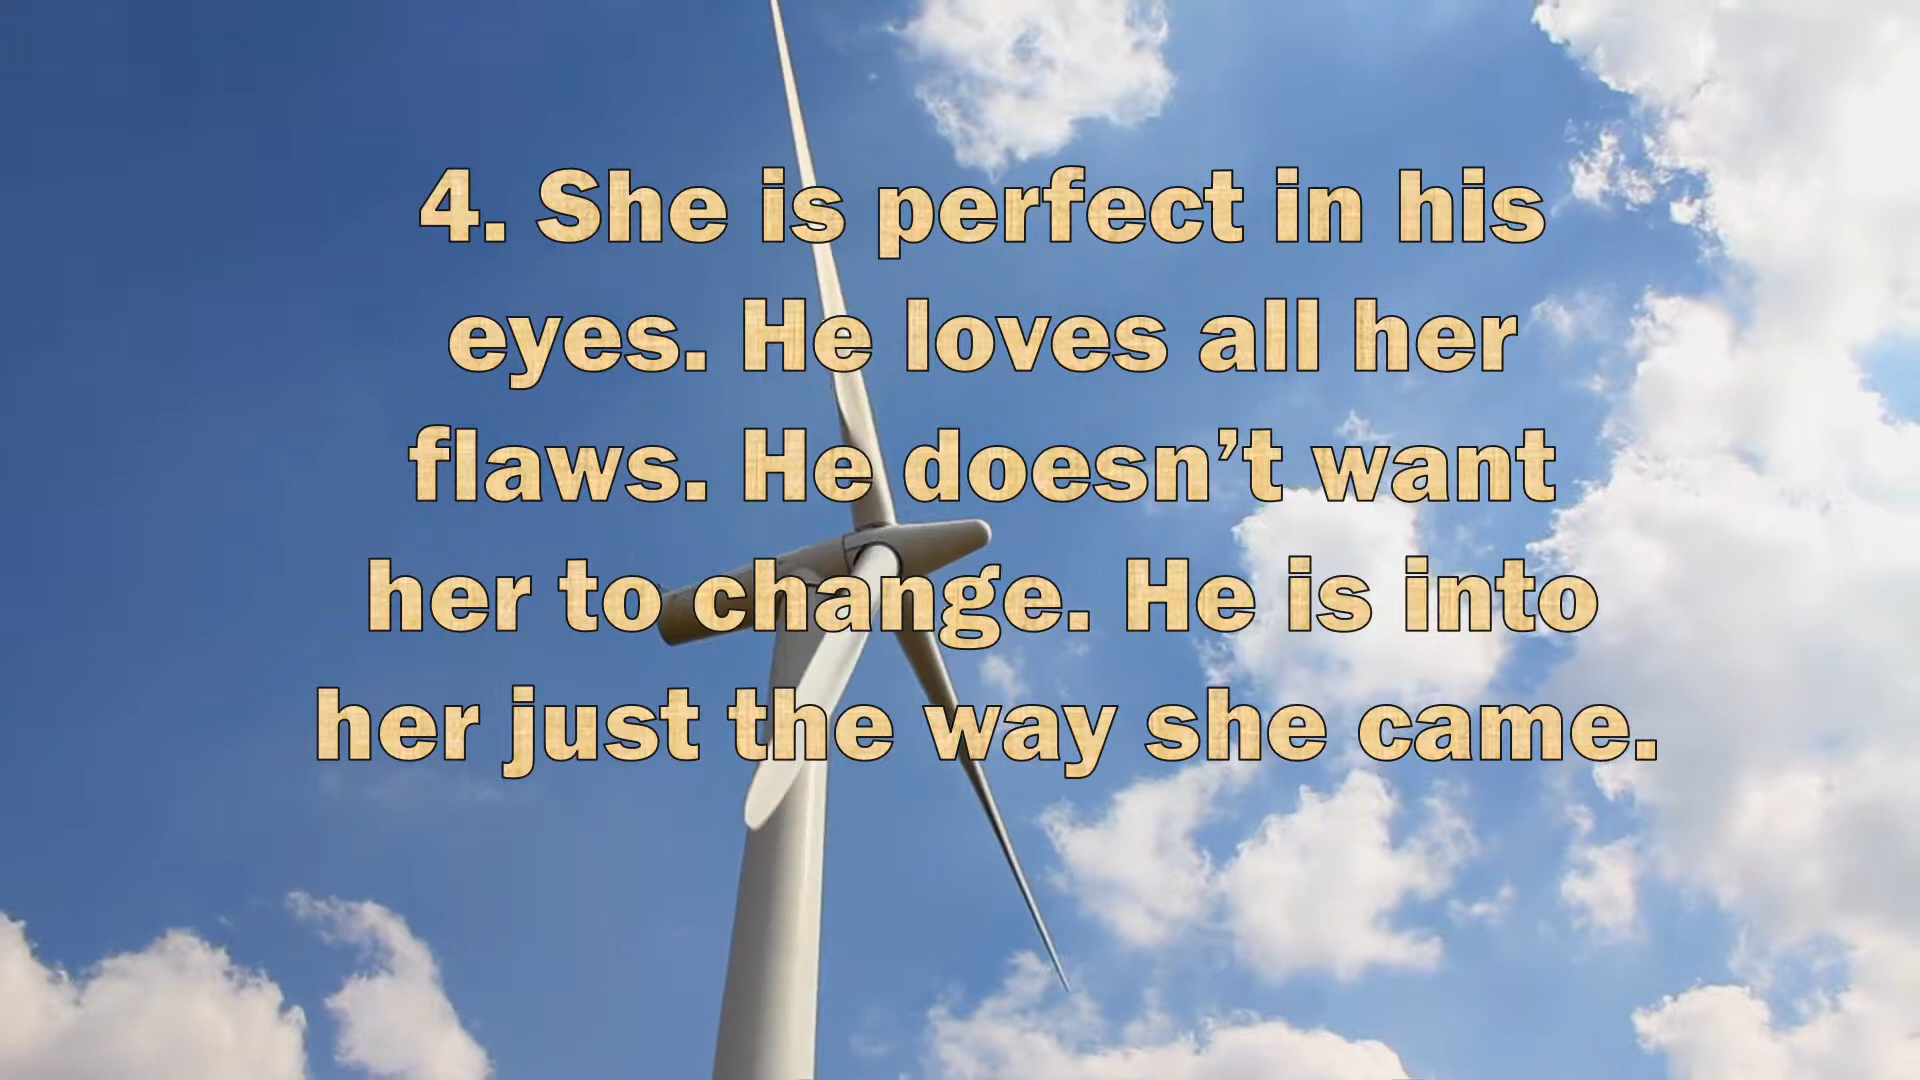 4. She is perfect in his
eyes. He loves all her
flaws. He doesn’t want
her to change. He is into
her just the way she came.